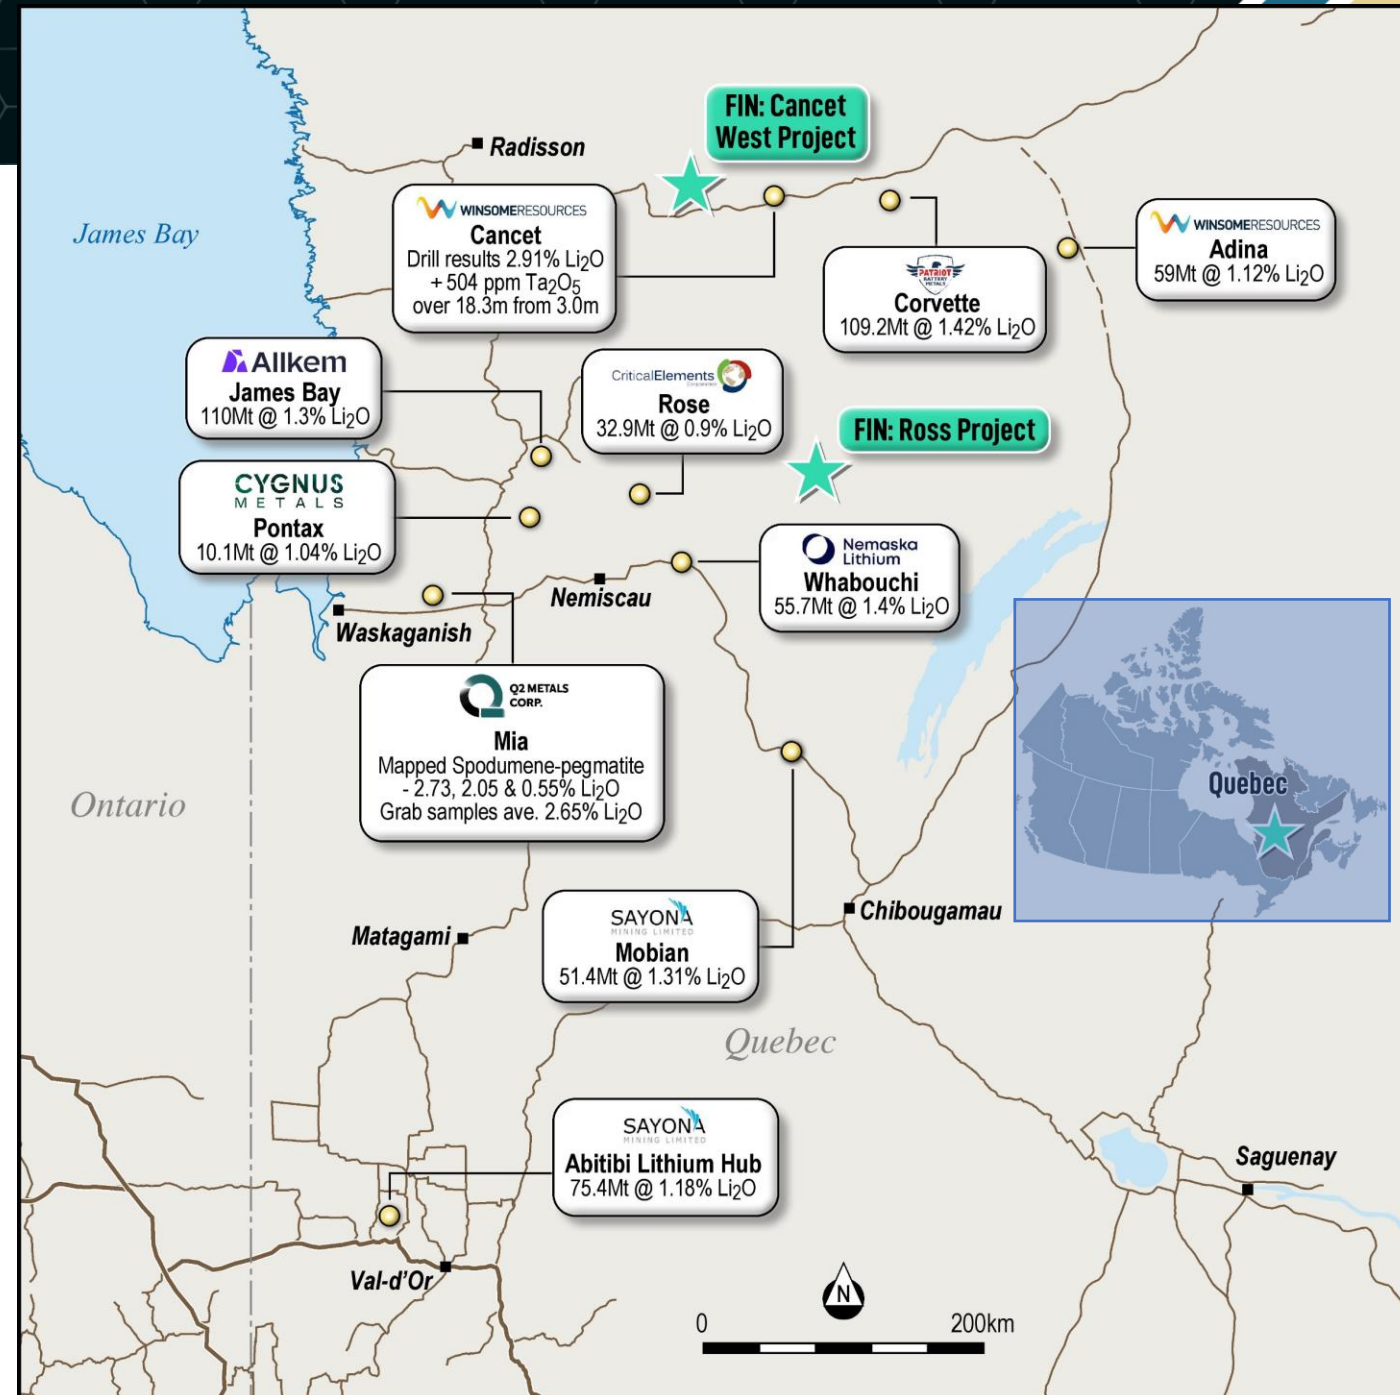 FIN: Cancet
West Project
Radisson
WINSOMERESOURCES
Cancet
Drill results 2.91% Li2O
+ 504 ppm Ta2O5
over 18.3m from 3.0m
James Bay
WINSOMERESOURCES
Adina
59Mt @ 1.12% Li2O
PATRIOT
BATTERY
METALS
Corvette
109.2Mt @ 1.42% Li2O
Allkem
James Bay
110Mt @ 1.3% Li2O
CriticalElements
Corporation
Rose
32.9Mt @ 0.9% Li2O
FIN: Ross Project
CYGNUS
METALS
Pontax
10.1Mt @ 1.04% Li2O
Nemaska
Lithium
Whabouchi
55.7Mt @ 1.4% Li2O
Nemiscau
Waskaganish
Q2 METALS
CORP.
Mia
Mapped Spodumene-pegmatite
- 2.73, 2.05 & 0.55% Li2O
Grab samples ave. 2.65% Li2O
Quebec
Ontario
SAYONA
MINING LIMITED
Mobian
51.4Mt @ 1.31% Li2O
Chibougamau
Matagami
Quebec
SAYONA
MINING LIMITED
Abitibi Lithium Hub
75.4Mt @ 1.18% Li2O
Saguenay
Val-d'Or
N
0 200km